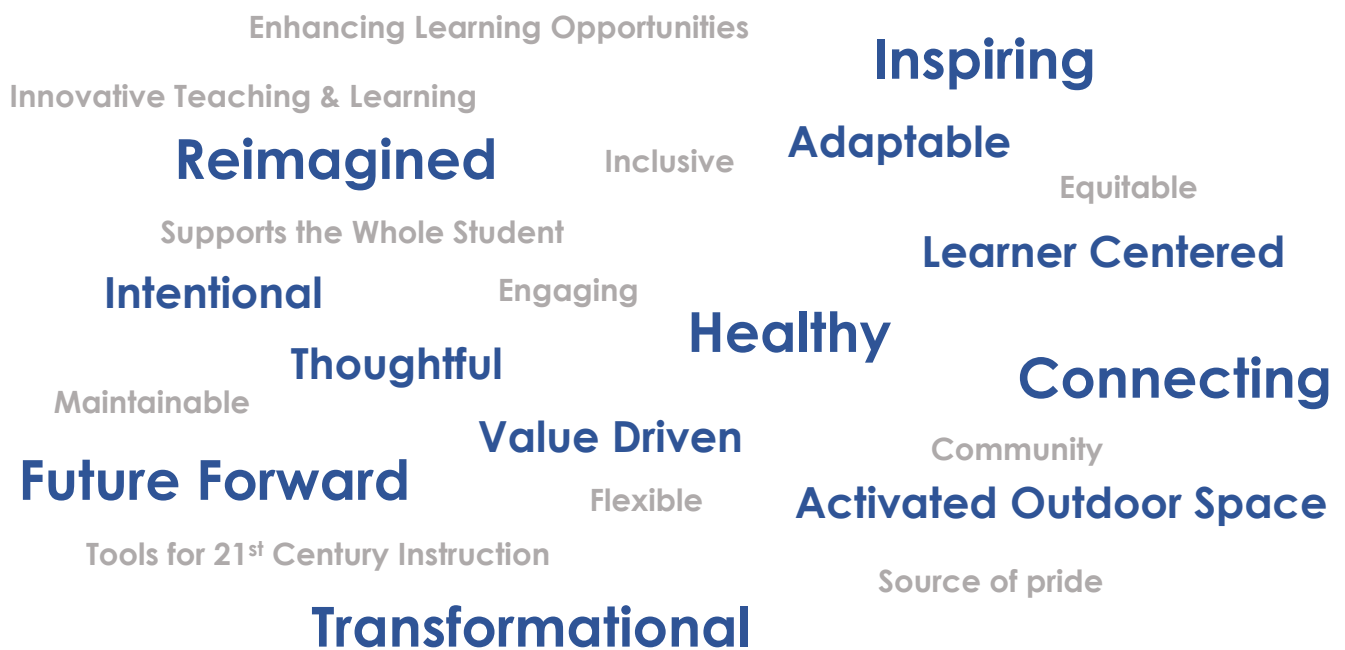 Enhancing Learning Opportunities
Inspiring
Innovative Teaching & Learning
Reimagined
Inclusive
Adaptable
Equitable
Supports the Whole Student
Learner Centered
Intentional
Engaging
Healthy
Thoughtful
Connecting
Maintainable
Value Driven
Community
Future Forward
Flexible
Activated Outdoor Space
Tools for 21st Century Instruction
Source of pride
Transformational